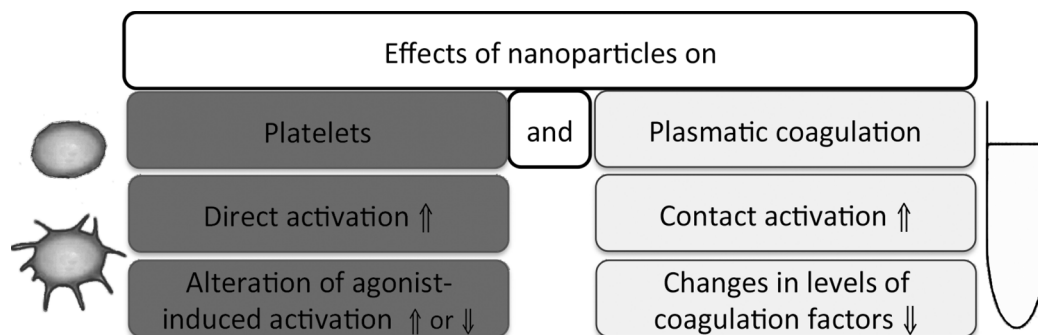 Effects of nanoparticles on
Platelets
and
Plasmatic coagulation
Direct activation ⇑
Contact activation ⇑
Alteration of agonist-
induced activation ⇑ or ⇓
Changes in levels of
coagulation factors ⇓